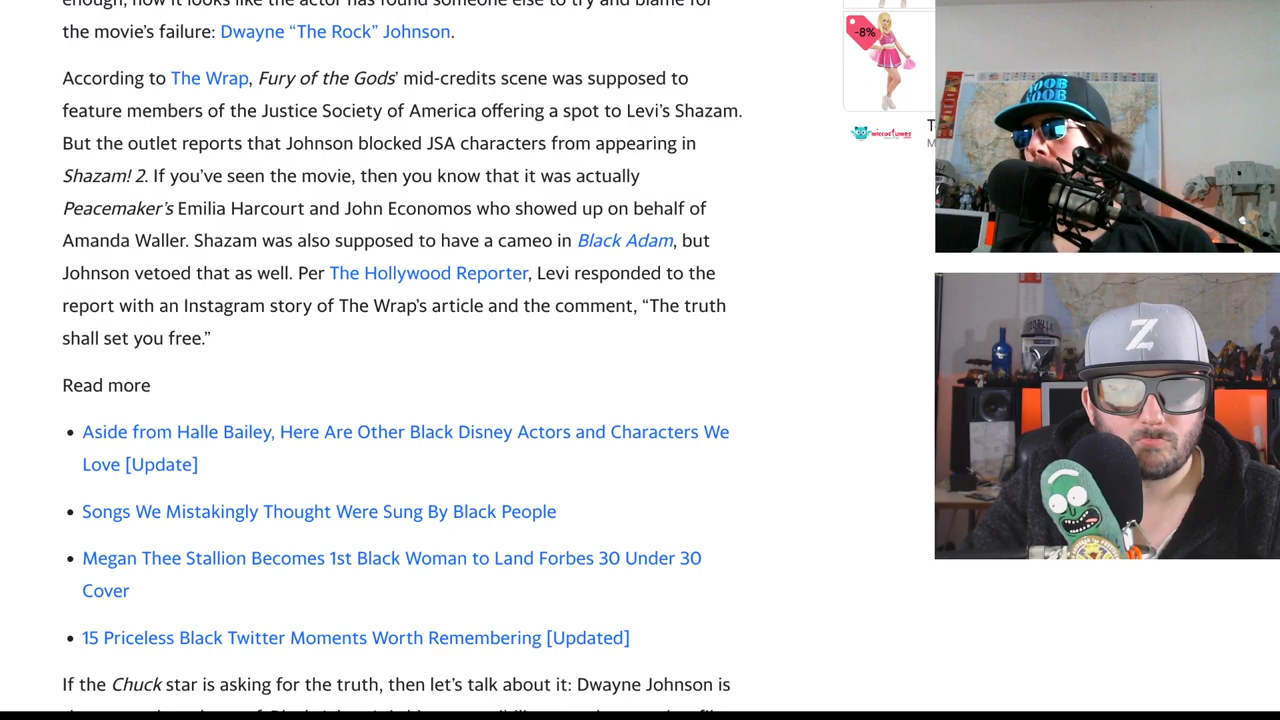 the movie's failure: Dwayne “The Rock” Johnson.
According to The Wrap, Fury of the Gods’ mid-credits scene was supposed to
feature members of the Justice Society of America offering a spot to Levi’s Shazam.
But the outlet reports that Johnson blocked JSA characters from appearing in
Shazam! 2. If you’ve seen the movie, then you know that it was actually
Peacemaker’s Emilia Harcourt and John Economos who showed up on behalf of
Amanda Waller. Shazam was also supposed to have a cameo in Black Adam, but
Johnson vetoed that as well. Per The Hollywood Reporter, Levi responded to the
report with an Instagram story of The Wrap’s article and the comment, “The truth
shall set you free.”
Read more
• Aside from Halle Bailey, Here Are Other Black Disney Actors and Characters We
Love [Update]
• Songs We Mistakingly Thought Were Sung By Black People
• Megan Thee Stallion Becomes 1st Black Woman to Land Forbes 30 Under 30
Cover
• 15 Priceless Black Twitter Moments Worth Remembering [Updated]
If the Chuck star is asking for the truth, then let’s talk about it: Dwayne Johnson is
-8%
NOOB
NOOB
Z